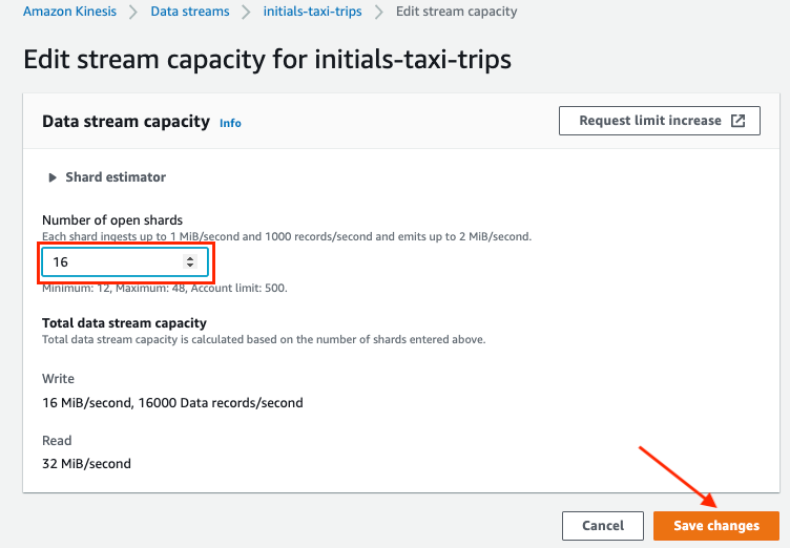 Amazon Kinesis > Data streams > initials-taxi-trips > Edit stream capacity
Edit stream capacity for initials-taxi-trips
Data stream capacity Info
Request limit increase
Shard estimator
Number of open shards
Each shard ingests up to 1 MiB/second and 1000 records/second and emits up to 2 MiB/second.
16
Minimum: 12, Maximum: 48, Account limit: 500.
Total data stream capacity
Total data stream capacity is calculated based on the number of shards entered above.
Write
16 MiB/second, 16000 Data records/second
Read
32 MiB/second
Cancel
Save changes